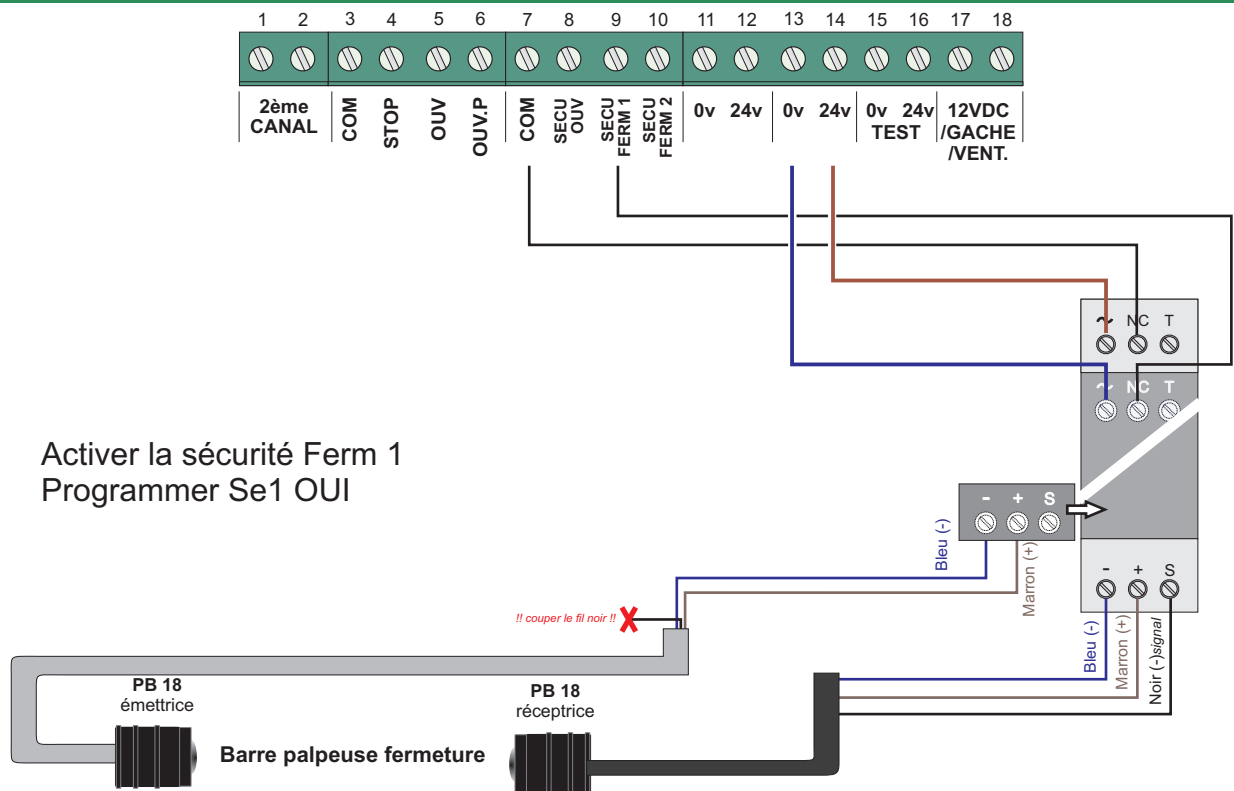 1 2 3 4 5 6 7 8 9 10 11 12 13 14 15 16 17 18
2ème
CANAL
COM
STOP
OUV
OUV.P
COM
SECU
OUV
SECU
FERM 1
SECU
FERM 2
0v 24v
0v 24v
0v 24v
TEST
12VDC
/GACHE
/VENT.
~ NC T
~ NC T
Activer la sécurité Ferm 1
Programmer Se1 OUI
- + S
Bleu (-)
Marron (+)
- + S
Bleu (-)
Marron (+)
Noir (-)signal
!! couper le fil noir !!
PB 18
émettrice
PB 18
réceptrice
Barre palpeuse fermeture